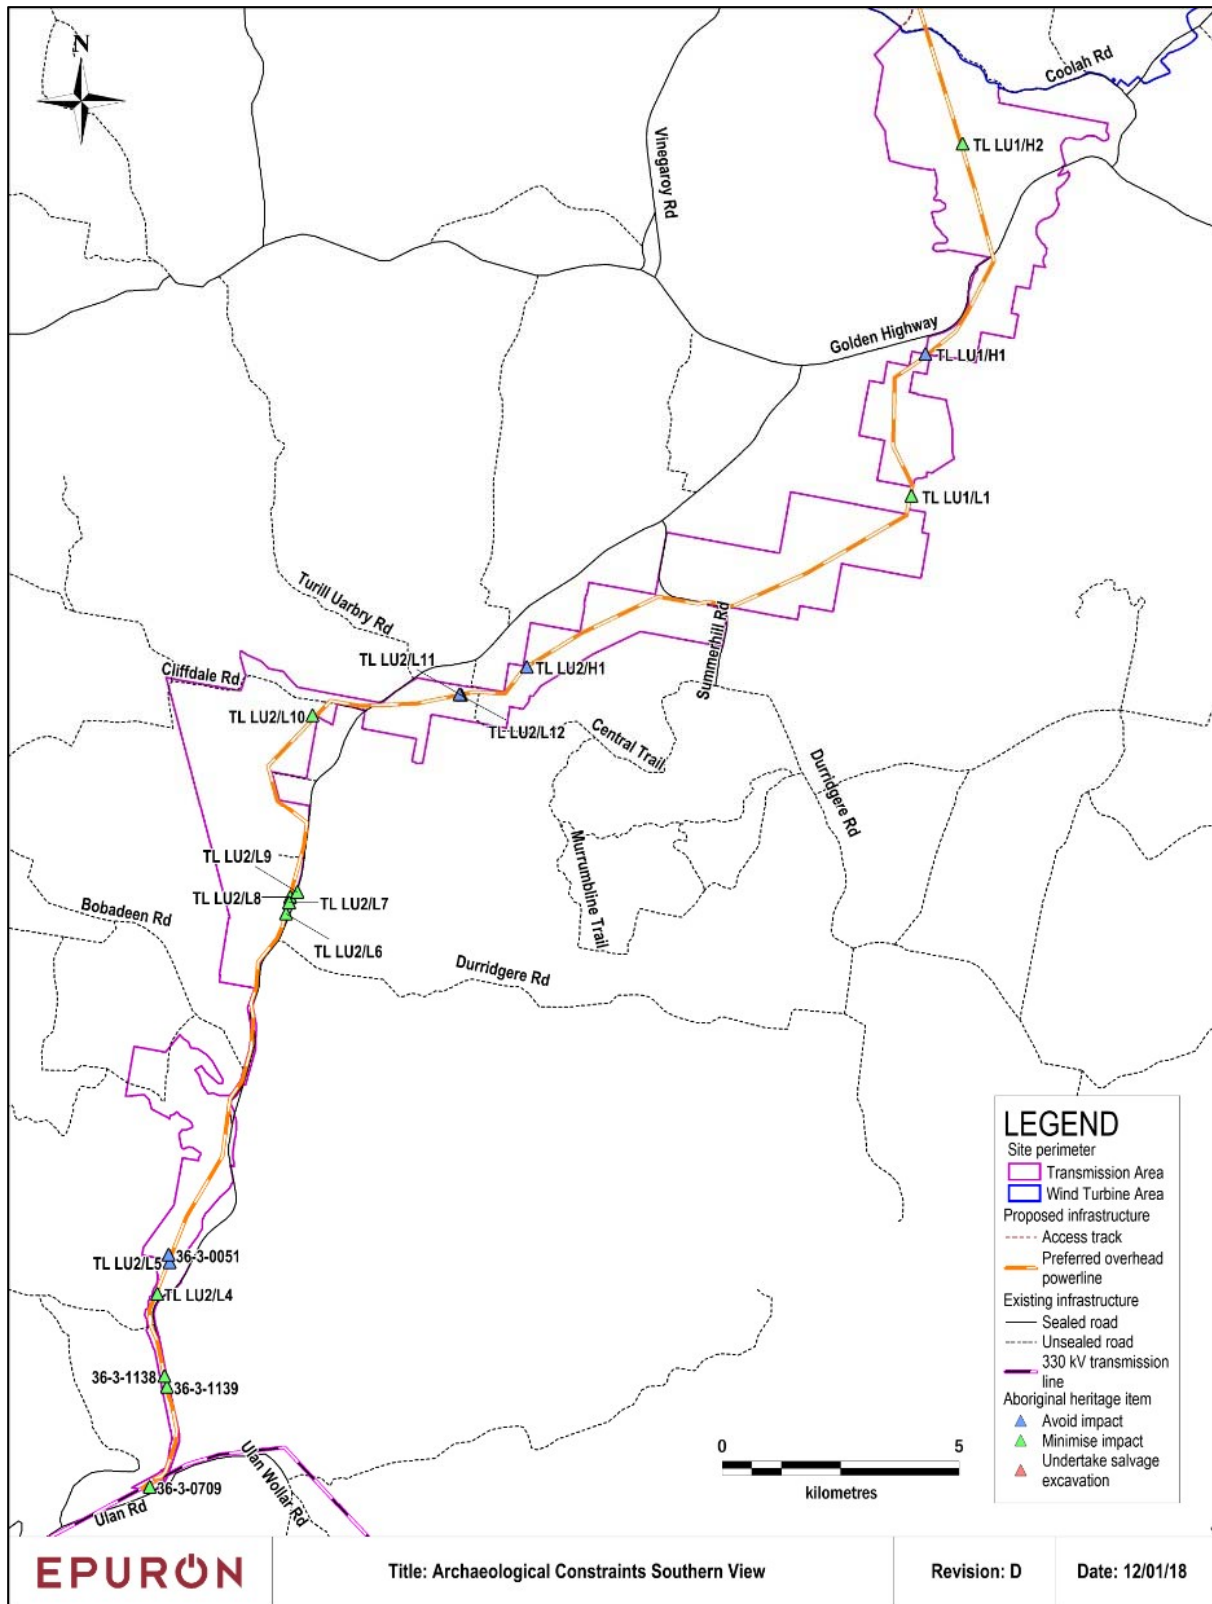 N
Coolah Rd
Vinegaroy Rd
TL LU1/H2
Golden Highway
TL LU1/H1
TL LU1/L1
Turill Uarbry Rd
Summerhill Rd
TL LU2/L11
Cliffdale Rd
TL LU2/H1
TL LU2/L10
TL LU2/L12
Central Trail
Durridgere Rd
Murrumbline Trail
TL LU2/L9
TL LU2/L8
TL LU2/L7
Bobadeen Rd
TL LU2/L6
Durridgere Rd
36-3-0051
TL LU2/L5
TL LU2/L4
36-3-1138
36-3-1139
Ulan Wollar Rd
36-3-0709
Ulan Rd
LEGEND
Site perimeter
Transmission Area
Wind Turbine Area
Proposed infrastructure
Access track
Preferred overhead
powerline
Existing infrastructure
Sealed road
Unsealed road
330 kV transmission
line
Aboriginal heritage item
Avoid impact
Minimise impact
Undertake salvage
excavation
0 5
kilometres
EPURON
Title: Archaeological Constraints Southern View
Revision: D
Date: 12/01/18